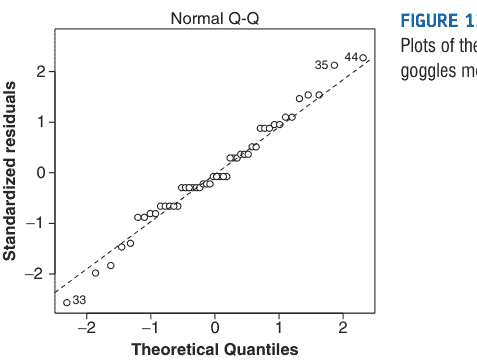 Normal Q-Q
FIGURE
Plots of the
goggles
44
35
2
1
0
−1
−2
33
Standardized residuals
−2 −1 0 1 2
Theoretical Quantiles